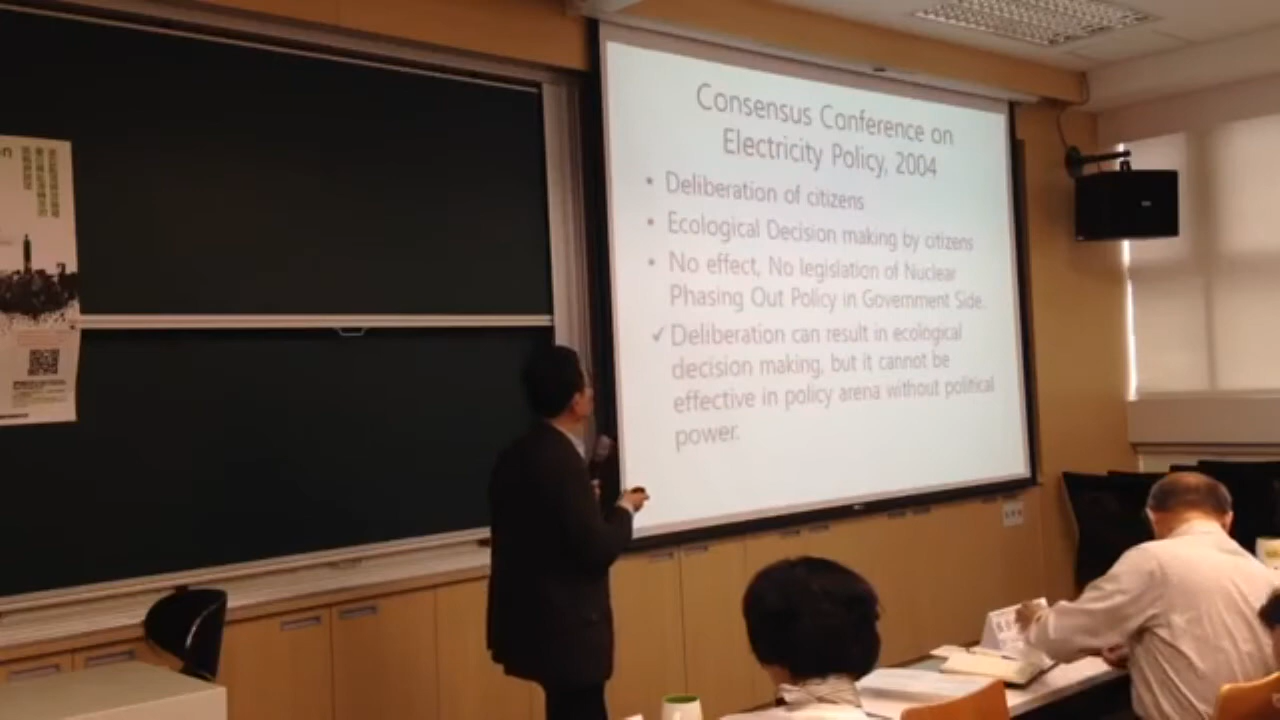 Consensus Conference on
Electricity Policy, 2004
• Deliberation of citizens
• Ecological Decision making by citizens
• No effect, No legislation of Nuclear
Phasing Out Policy in Government Side.
✓ Deliberation can result in ecological
decision making, but it cannot be
effective in policy arena without political
power.